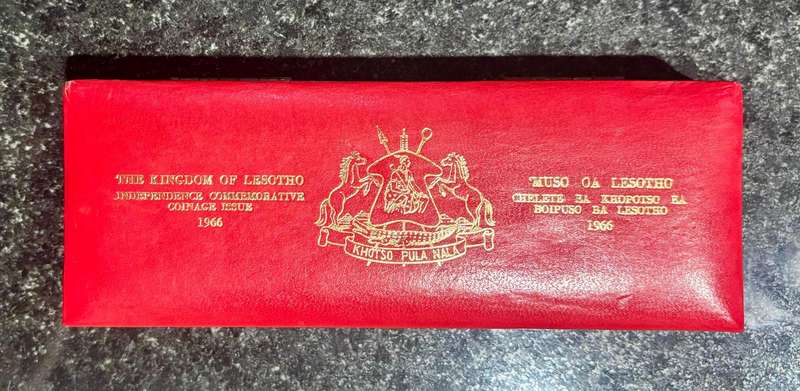 THE KINGDOM OF LESOTHO
INDEPENDENCE COMMEMORATIVE
COINAGE ISSUE
1966
KHOTSO PULA NALA
'MUSO OA LESOTHO
CHELETE EA KHOPOTSO EA
BOIPUSO BA LESOTHO
1966